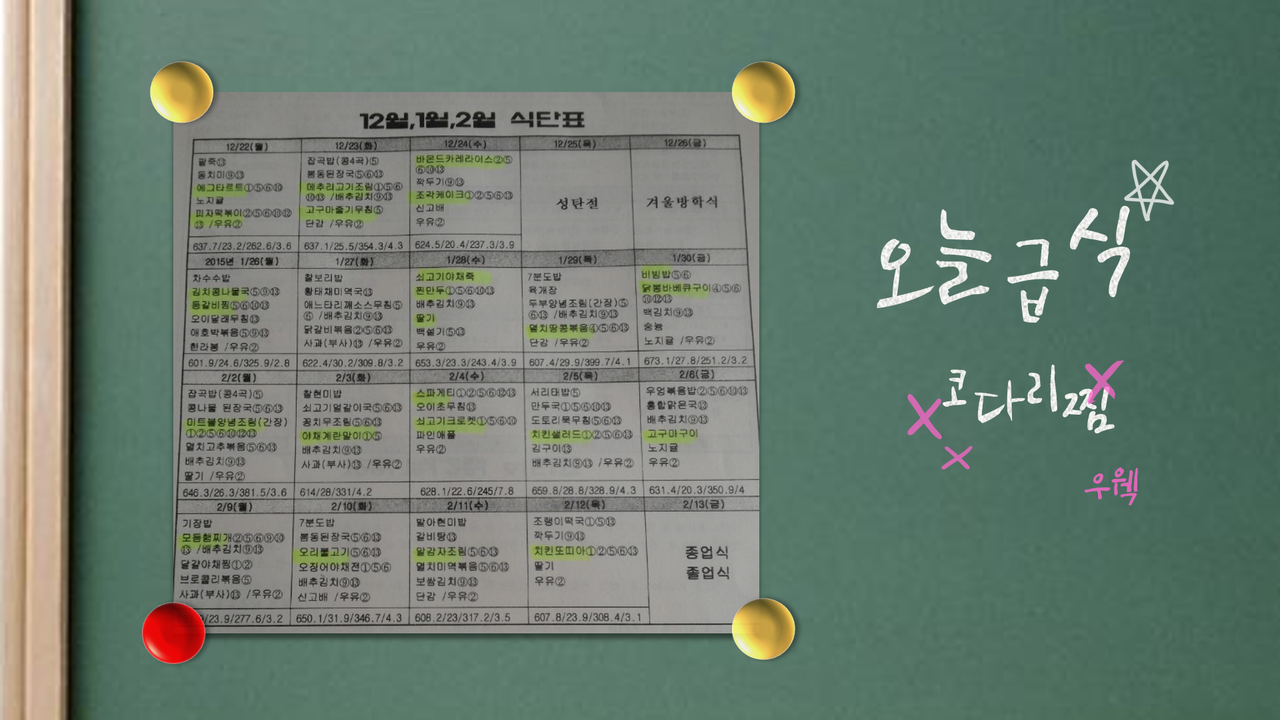 12월,1월,2월 식단표
12/22(월) 12/23(화) 12/24(수) 12/25(목) 12/26(금)
팥죽⑬
동치미⑨⑬
에그타르트①⑤⑥⑩
노지귤
피자떡볶이②⑤⑥⑩⑫
⑬ /우유②
637.7/23.2/262.6/3.6
잡곡밥(콩4곡)⑤
봄동된장국⑤⑥⑬
메추리고기조림①⑤⑥
⑩⑬ /배추김치⑨⑬
고구마줄기무침⑤
단감 /우유②
637.1/25.5/354.3/4.3
바몬드카레라이스②⑤
⑥⑩⑬
깍두기⑨⑬
조각케이크①②⑤⑥⑬
신고배
우유②
624.5/20.4/237.3/3.9
성탄절
겨울방학식
2015년 1/26(월) 1/27(화) 1/28(수) 1/29(목) 1/30(금)
차수수밥
김치콩나물국⑤⑨⑬
등갈비찜⑤⑥⑩⑬
오이달래무침⑬
애호박볶음⑤⑨⑬
한라봉 /우유②
601.9/24.6/325.9/2.8
찰보리밥
황태채미역국⑬
애느타리깨소스무침⑤
⑥ /배추김치⑨⑬
닭갈비볶음②⑤⑥⑬
사과(부사)⑬ /우유②
622.4/30.2/309.8/3.2
쇠고기야채죽
찐만두①⑤⑥⑩⑬
배추김치⑨⑬
딸기
백설기⑤⑬
우유②
653.3/23.3/243.4/3.9
7분도밥
육개장
두부양념조림(간장)⑤
⑥⑬ /배추김치⑨⑬
멸치땅콩볶음④⑤⑥⑬
단감 /우유②
607.4/29.9/399.7/4.1
비빔밥⑤⑥
닭봉바베큐구이④⑤⑥
⑩⑫⑬
백김치⑨⑬
숭늉
노지귤 /우유②
673.1/27.8/251.2/3.2
2/2(월) 2/3(화) 2/4(수) 2/5(목) 2/6(금)
잡곡밥(콩4곡)⑤
콩나물 된장국⑤⑥⑬
미트볼양념조림(간장)
①②⑤⑥⑩⑫⑬
멸치고추볶음⑤⑥⑬
배추김치⑨⑬
딸기 /우유②
646.3/26.3/381.5/3.6
찰현미밥
쇠고기얼갈이국⑤⑥⑬
꽁치무조림⑤⑥⑬
야채계란말이①⑤
배추김치⑨⑬
사과(부사)⑬ /우유②
614/28/331/4.2
스파게티①②⑤⑥⑫⑬
오이초무침⑬
쇠고기크로켓①⑤⑥⑩
파인애플
우유②
628.1/22.6/245/7.8
서리태밥⑤
만두국①⑤⑥⑩⑬
도토리묵무침⑤⑥⑬
치킨샐러드①②⑤⑥⑬
김구이⑬
배추김치⑨⑬ /우유②
659.8/28.8/328.9/4.3
우엉볶음밥②⑤⑥⑩⑬
홍합맑은국⑬
배추김치⑨⑬
고구마구이
노지귤
우유②
631.4/20.3/350.9/4
2/9(월) 2/10(화) 2/11(수) 2/12(목) 2/13(금)
기장밥
모듬햄찌개②⑤⑥⑨⑩
⑬ /배추김치⑨⑬
달걀야채찜①②
브로콜리볶음⑤
사과(부사)⑬ /우유②
/23.9/277.6/3.2
7분도밥
봄동된장국⑤⑥⑬
오리불고기⑤⑥⑬
오징어야채전①⑤⑥
배추김치⑨⑬
신고배 /우유②
650.1/31.9/346.7/4.3
발아현미밥
갈비탕⑬
알감자조림⑤⑥⑬
멸치미역볶음⑤⑥⑬
보쌈김치⑨⑬
단감 /우유②
608.2/23/317.2/3.5
조랭이떡국①⑤⑬
깍두기⑨⑬
치킨또띠아①②⑤⑥⑬
딸기
우유②
607.8/23.9/308.4/3.1
종업식
졸업식
오늘급식
코다리찜
우웩